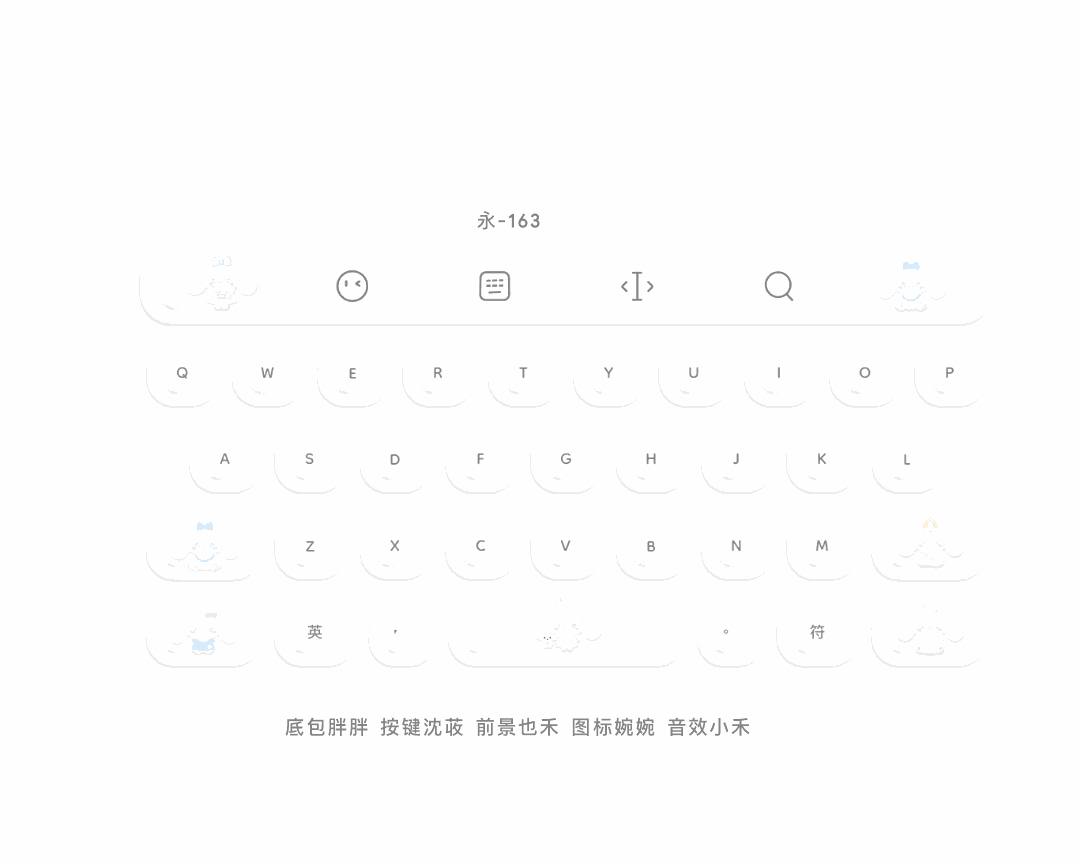 永-163
Q W E R T Y U I O P
A S D F G H J K L
Z X C V B N M
英 ， 。 符
底包胖胖 按键沈苃 前景也禾 图标婉婉 音效小禾